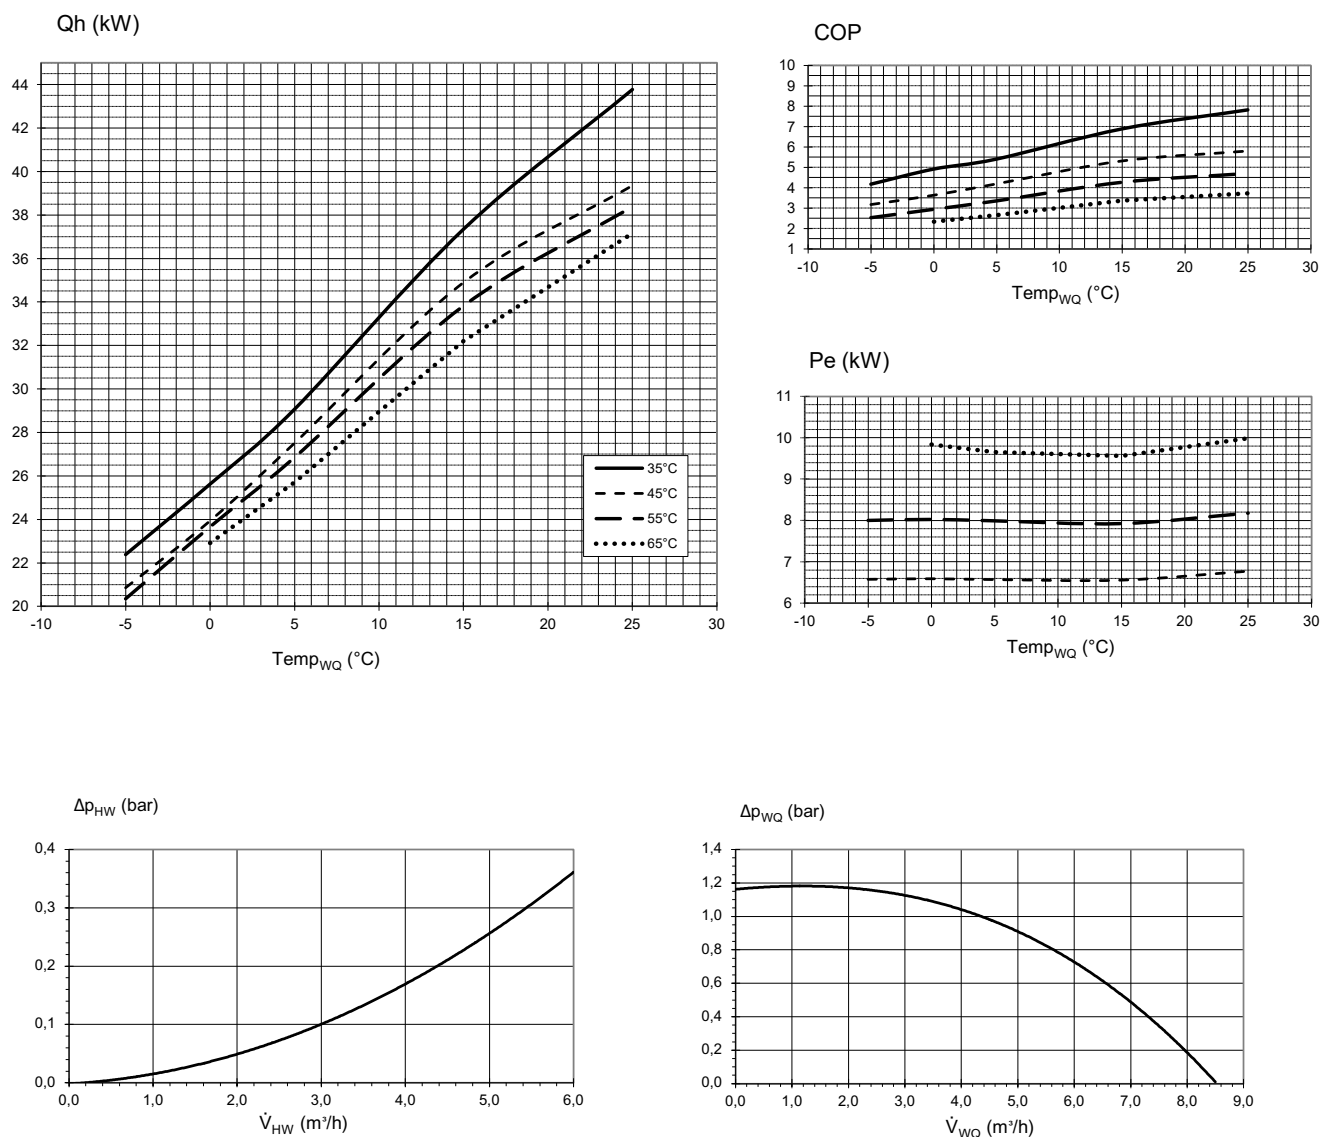 Qh (kW)
44
42
40
38
36
34
32
30
28
26
24
22
20
-10 -5 0 5 10 15 20 25 30
Temp_WQ (°C)
35°C
45°C
55°C
65°C
COP
10
9
8
7
6
5
4
3
2
1
-10 -5 0 5 10 15 20 25 30
Temp_WQ (°C)
Pe (kW)
11
10
9
8
7
6
-10 -5 0 5 10 15 20 25 30
Temp_WQ (°C)
Δp_HW (bar)
0,4
0,3
0,2
0,1
0,0
0,0 1,0 2,0 3,0 4,0 5,0 6,0
V̇_HW (m³/h)
Δp_WQ (bar)
1,4
1,2
1,0
0,8
0,6
0,4
0,2
0,0
0,0 1,0 2,0 3,0 4,0 5,0 6,0 7,0 8,0 9,0
V̇_WQ (m³/h)